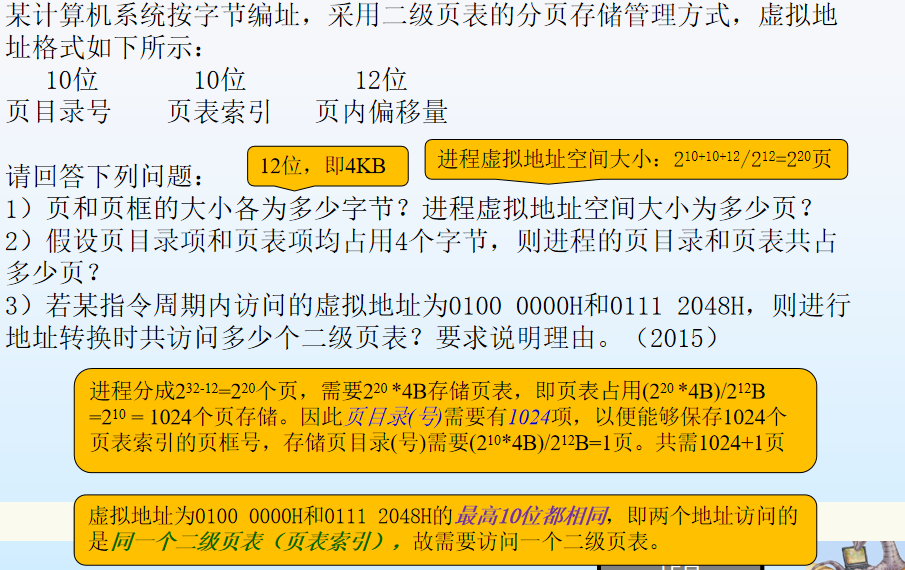 某计算机系统按字节编址，采用二级页表的分页存储管理方式，虚拟地
址格式如下所示：
10位 10位 12位
页目录号 页表索引 页内偏移量
12位，即4KB
进程虚拟地址空间大小：2¹⁰⁺¹⁰⁺¹²/2¹²=2²⁰页
请回答下列问题：
1）页和页框的大小各为多少字节？进程虚拟地址空间大小为多少页？
2）假设页目录项和页表项均占用4个字节，则进程的页目录和页表共占
多少页？
3）若某指令周期内访问的虚拟地址为0100 0000H和0111 2048H，则进行
地址转换时共访问多少个二级页表？要求说明理由。（2015）
进程分成2³²⁻¹²=2²⁰个页，需要2²⁰ *4B存储页表，即页表占用(2²⁰ *4B)/2¹²B
=2¹⁰ = 1024个页存储。因此页目录(号)需要有1024项，以便能够保存1024个
页表索引的页框号，存储页目录(号)需要(2¹⁰*4B)/2¹²B=1页。共需1024+1页
虚拟地址为0100 0000H和0111 2048H的最高10位都相同，即两个地址访问的
是同一个二级页表（页表索引），故需要访问一个二级页表。